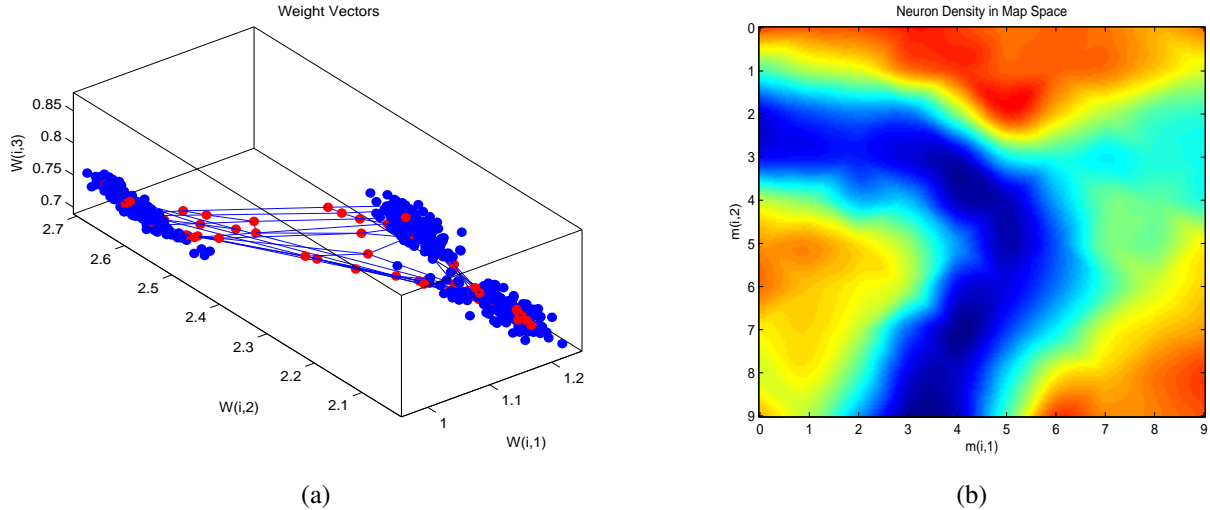 Weight Vectors
0.85
0.8
0.75
0.7
W(i,3)
2.7
2.6
2.5
2.4
2.3
2.2
2.1
W(i,2)
1
1.1
1.2
W(i,1)
(a)
Neuron Density in Map Space
0
1
2
3
4
5
6
7
8
9
m(i,2)
0 1 2 3 4 5 6 7 8 9
m(i,1)
(b)